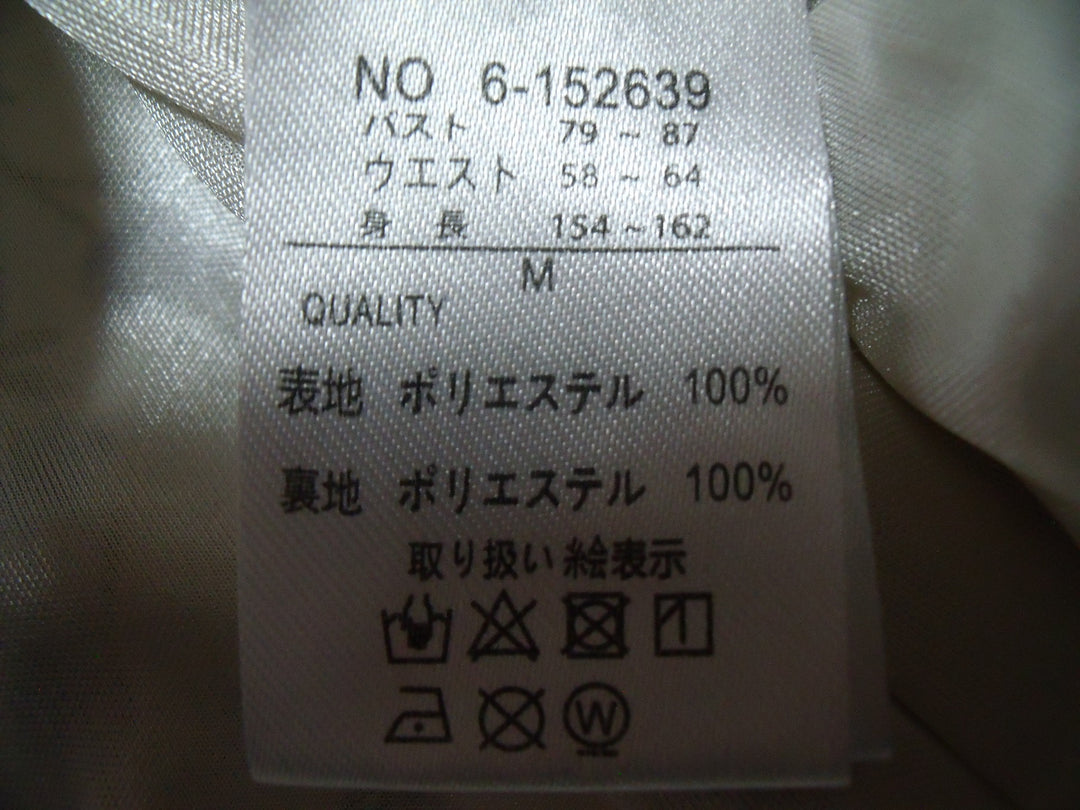 NO 6-152639
バスト 79 ~ 87
ウエスト 58 ~ 64
身 長 154 ~ 162
M
QUALITY
表地 ポリエステル 100%
裏地 ポリエステル 100%
取り扱い絵表示
W